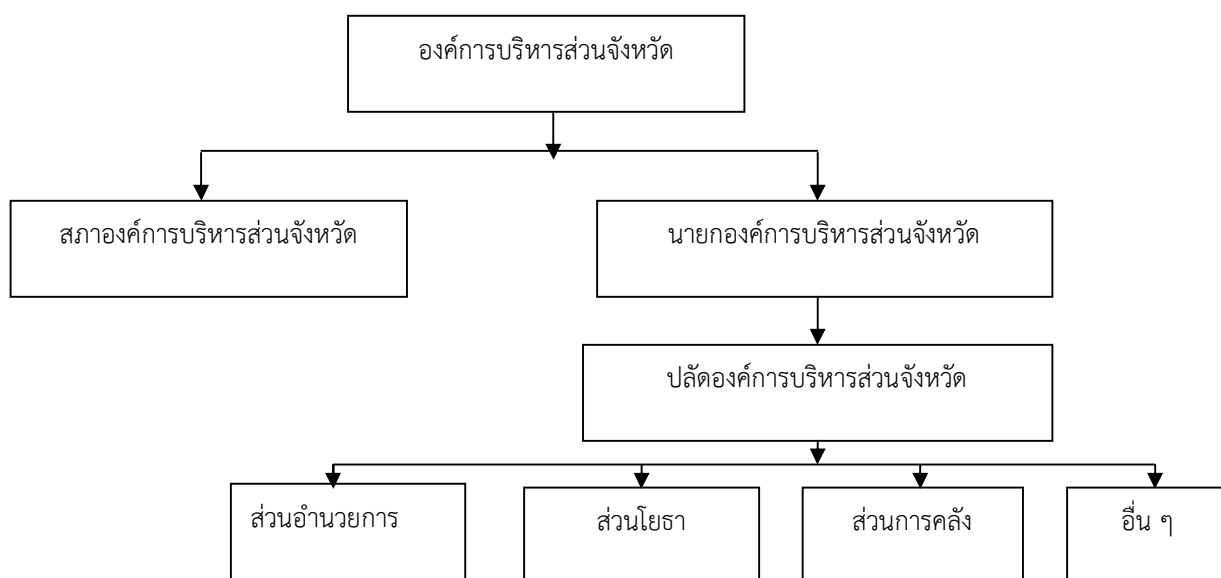 องค์การบริหารส่วนจังหวัด
สภาองค์การบริหารส่วนจังหวัด
นายกองค์การบริหารส่วนจังหวัด
ปลัดองค์การบริหารส่วนจังหวัด
ส่วนอำนวยการ
ส่วนโยธา
ส่วนการคลัง
อื่น ๆ